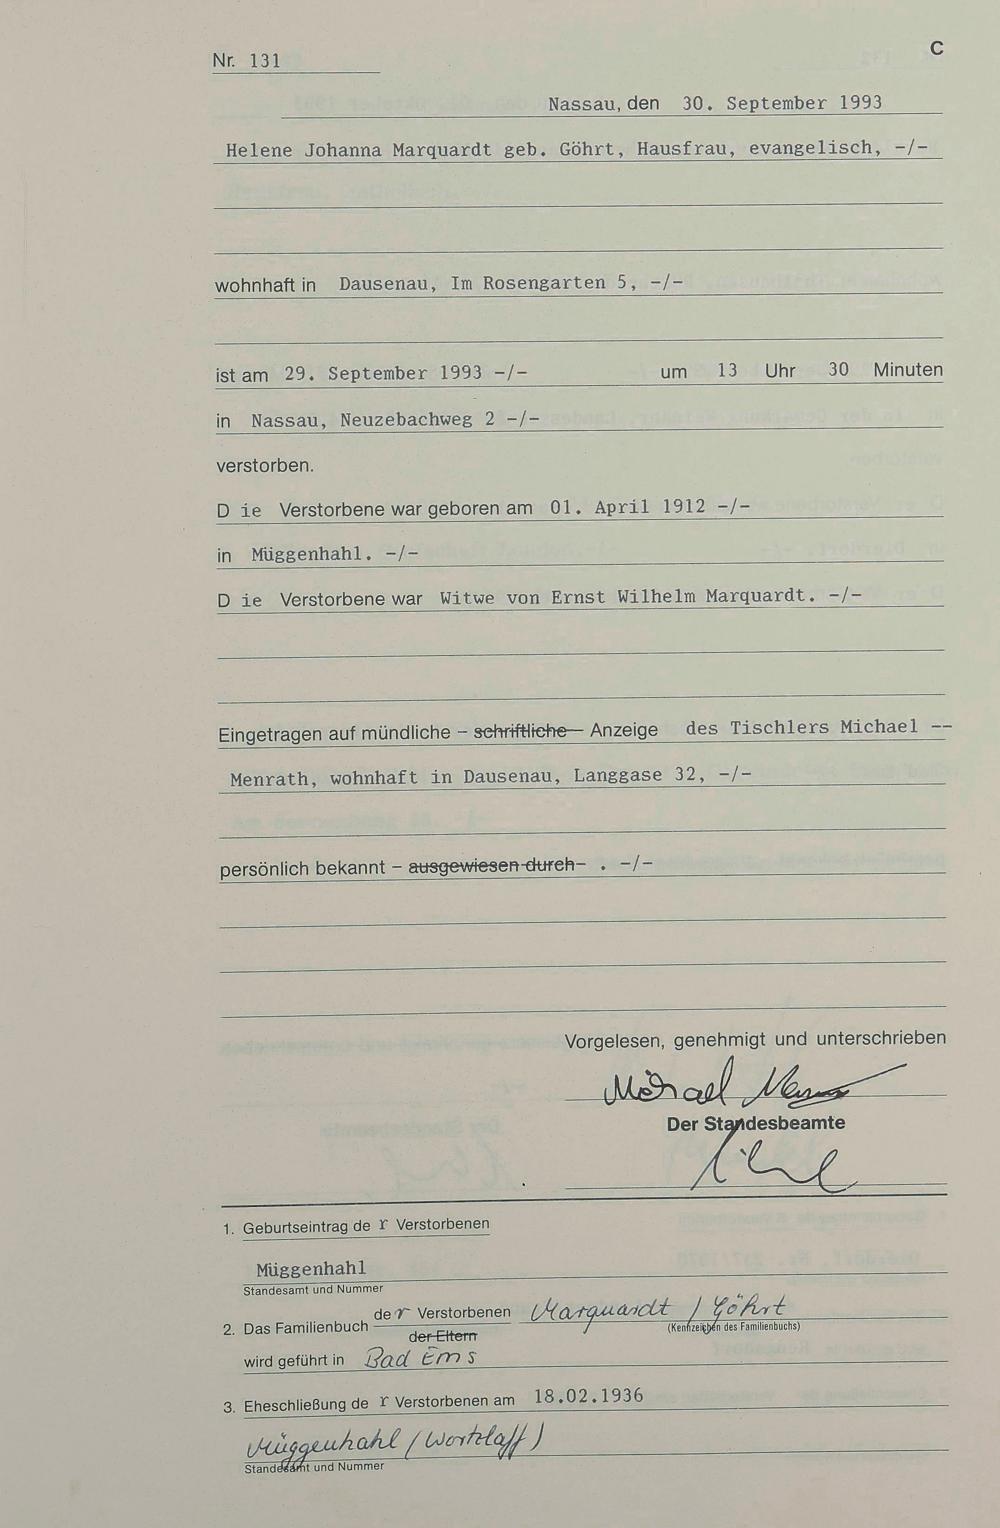 C
Nr. 131
Nassau, den 30. September 1993
Helene Johanna Marquardt geb. Göhrt, Hausfrau, evangelisch, -/-
wohnhaft in Dausenau, Im Rosengarten 5, -/-
ist am 29. September 1993 -/- um 13 Uhr 30 Minuten
in Nassau, Neuzebachweg 2 -/-
verstorben.
D ie Verstorbene war geboren am 01. April 1912 -/-
in Müggenhahl. -/-
D ie Verstorbene war Witwe von Ernst Wilhelm Marquardt. -/-
Eingetragen auf mündliche – schriftliche – Anzeige des Tischlers Michael --
Menrath, wohnhaft in Dausenau, Langgase 32, -/-
persönlich bekannt – ausgewiesen durch – . -/-
Vorgelesen, genehmigt und unterschrieben
Michael
Der Standesbeamte
1. Geburtseintrag de r Verstorbenen
Müggenhahl
Standesamt und Nummer
2. Das Familienbuch de r Verstorbenen Marquardt / Göhrt
der Eltern (Kennzeichen des Familienbuchs)
wird geführt in Bad Ems
3. Eheschließung de r Verstorbenen am 18.02.1936
Müggenhahl (Wortzlaff)
Standesamt und Nummer